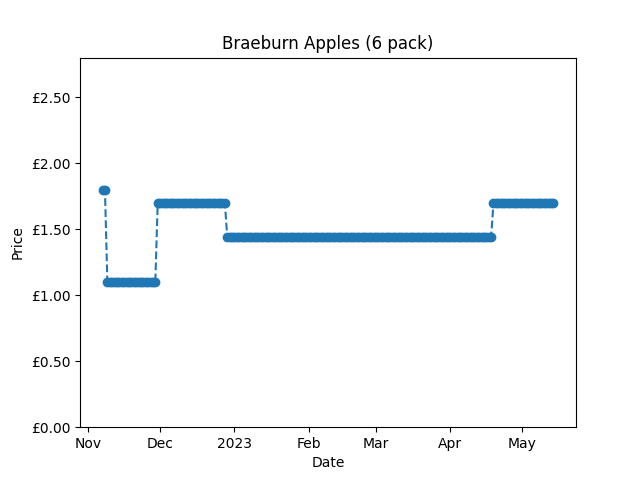 Braeburn Apples (6 pack)
£2.50
£2.00
£1.50
£1.00
£0.50
£0.00
Price
Nov Dec 2023 Feb Mar Apr May
Date